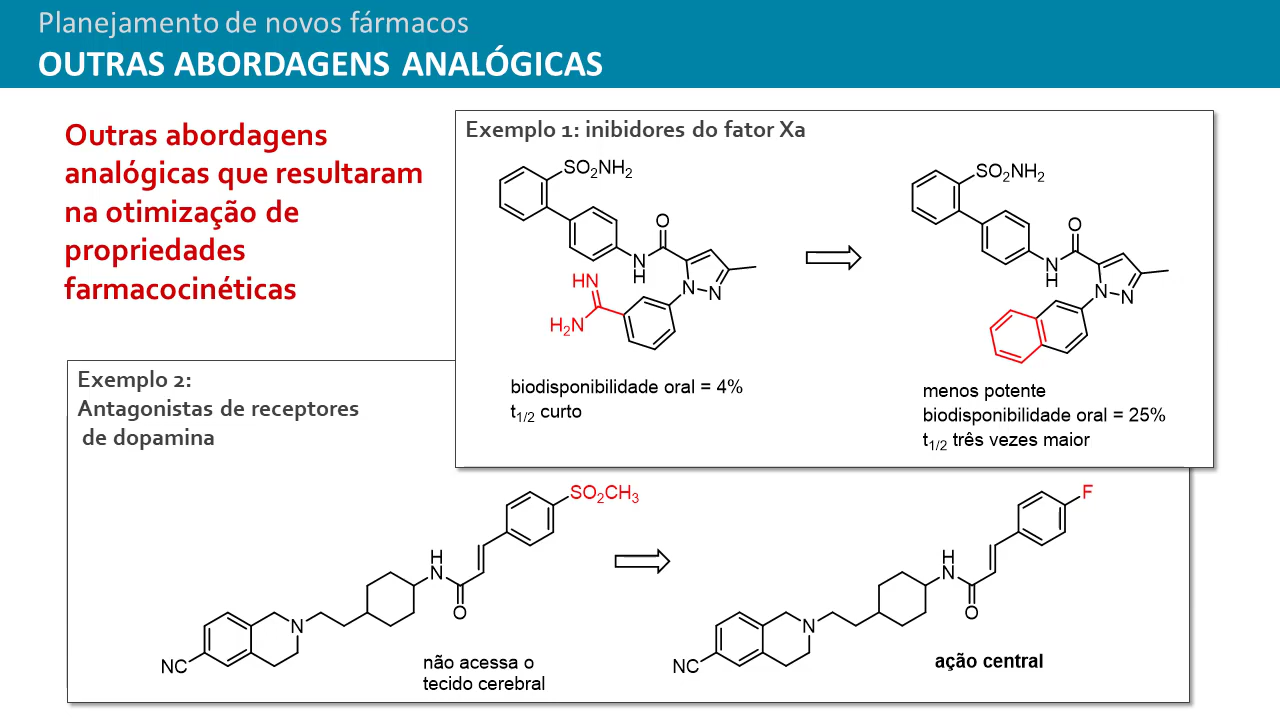 Planejamento de novos fármacos
OUTRAS ABORDAGENS ANALÓGICAS
Outras abordagens
analógicas que resultaram
na otimização de
propriedades
farmacocinéticas
Exemplo 1: inibidores do fator Xa
SO₂NH₂
O
N
H
N
N
HN
H₂N
biodisponibilidade oral = 4%
t₁/₂ curto
SO₂NH₂
O
N
H
N
N
menos potente
biodisponibilidade oral = 25%
t₁/₂ três vezes maior
Exemplo 2:
Antagonistas de receptores
de dopamina
SO₂CH₃
H
N
O
N
NC
não acessa o
tecido cerebral
F
H
N
O
N
NC
ação central